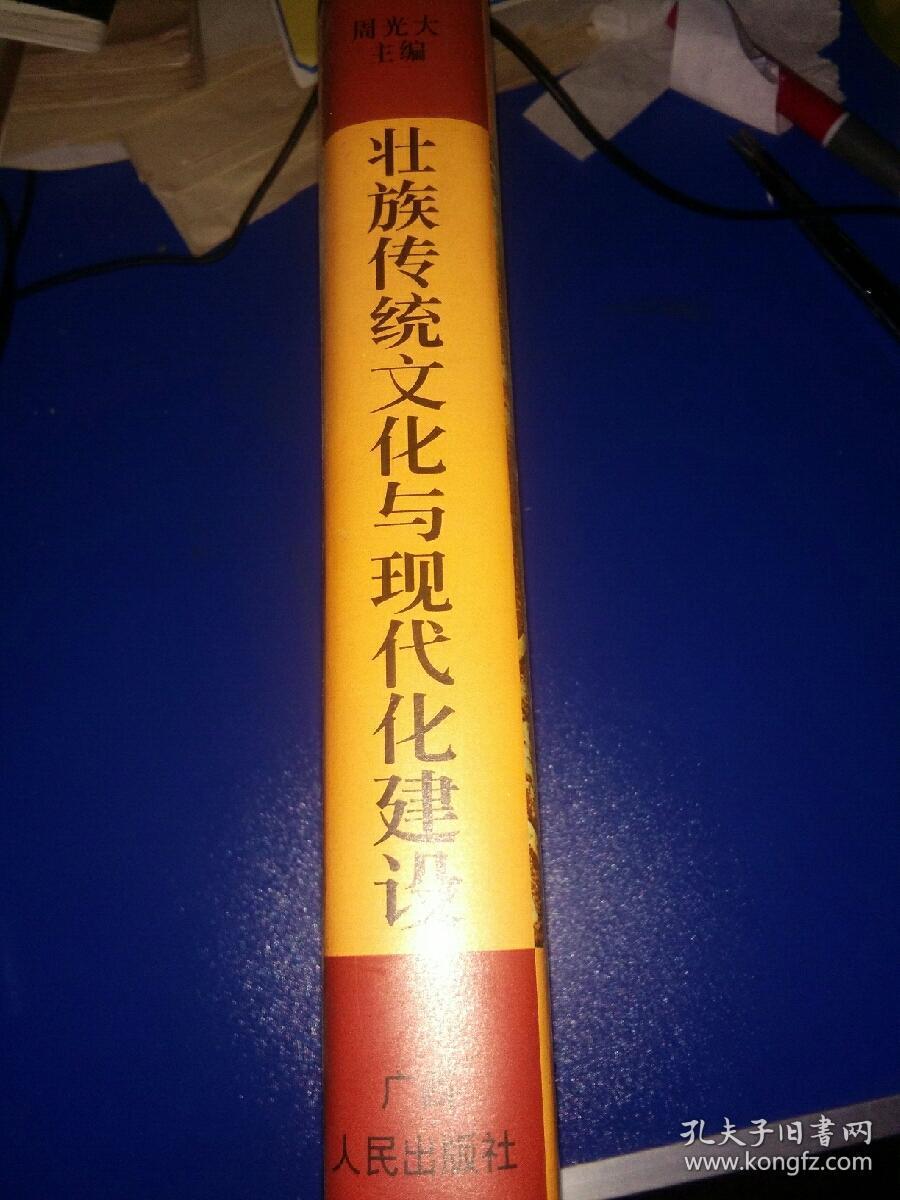 周光大
主编
壮族传统文化与现代化建设
广西
人民出版社
孔夫子旧書网
www.kongfz.com